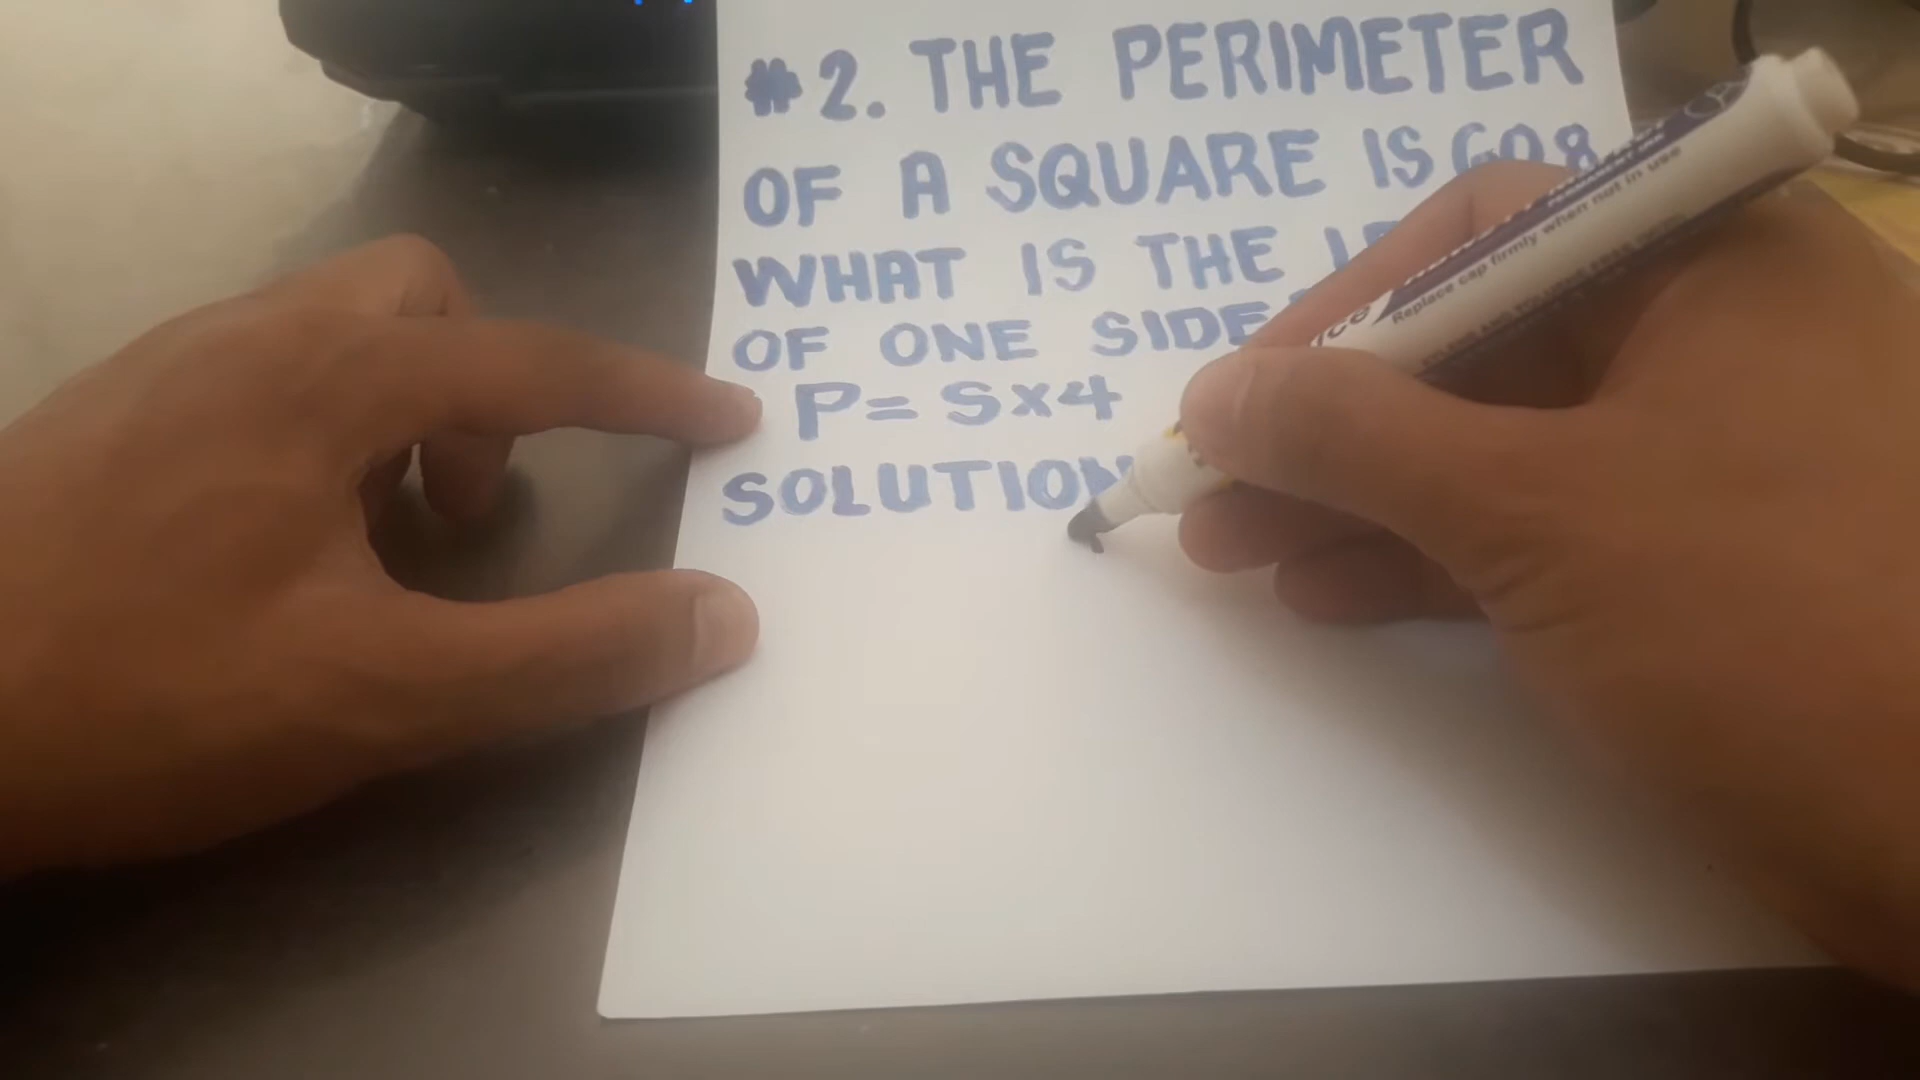 #2. THE PERIMETER
OF A SQUARE IS 608
WHAT IS THE
OF ONE SIDE
P= S×4
SOLUTION
Replace cap firmly when not in use